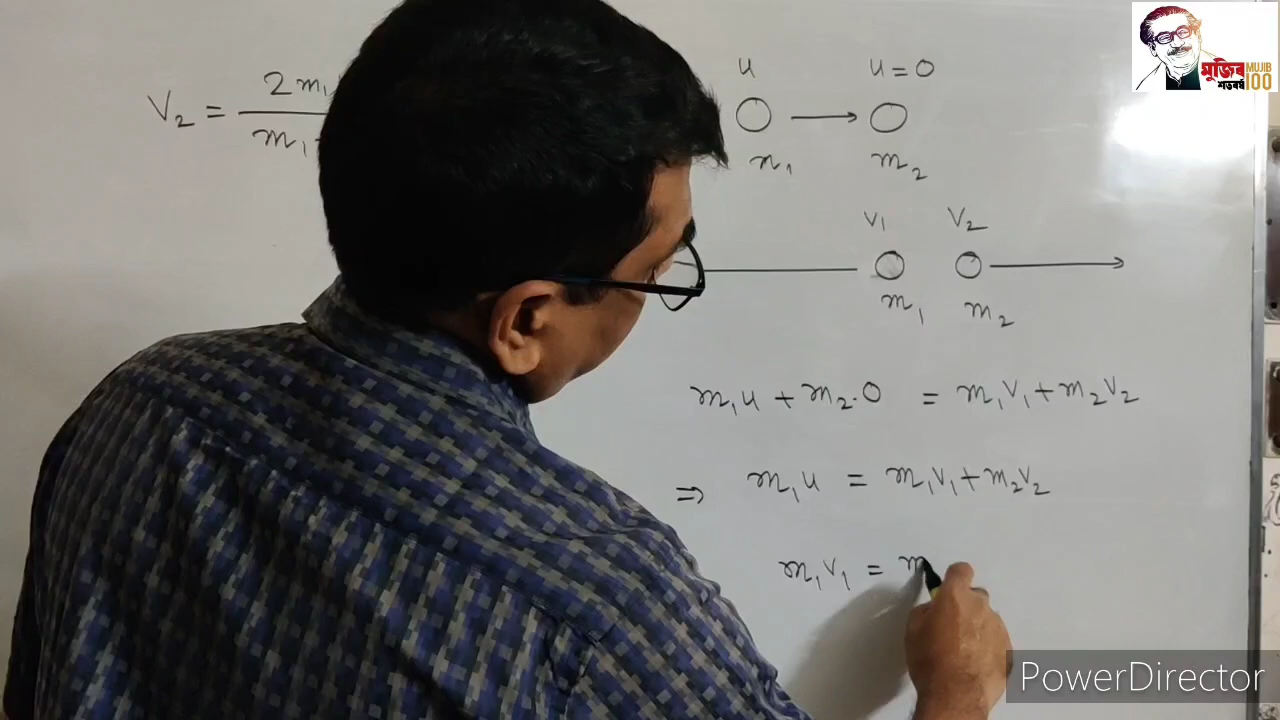 u u = 0
V₂ = 2m₁ / m₁
m₁ m₂
V₁ V₂
m₁ m₂
m₁u + m₂.0 = m₁V₁ + m₂V₂
⇒ m₁u = m₁V₁ + m₂V₂
m₁V₁ = m
মুজিব MUJIB
শতবর্ষ 100
PowerDirector